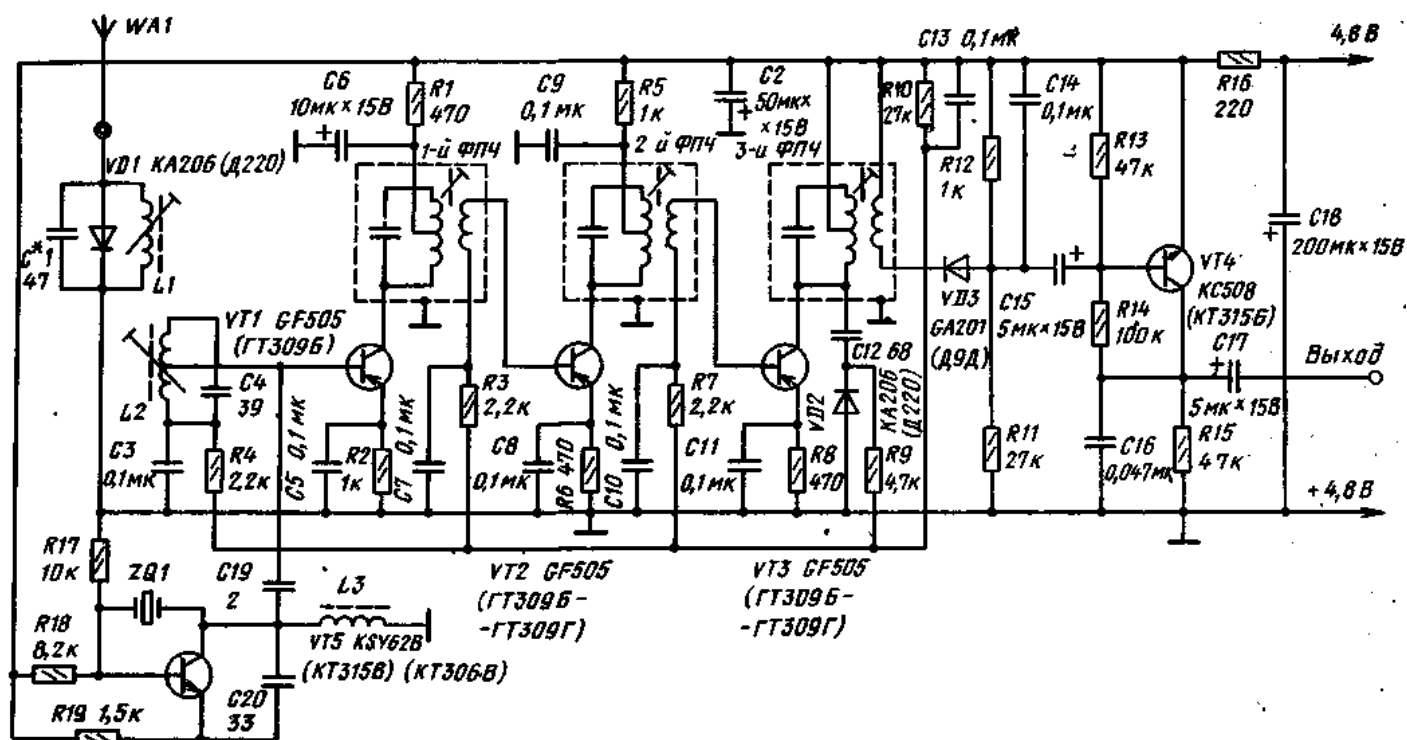 WA1
C13 0,1мк
4,8 В
C6
10мк×15В
R1
470
C9
0,1 мк
R5
1к
C2
50мк×
×15В
R10
27к
C14
0,1мк
R16
220
VD1 КА206 (Д220)
1-й ФПЧ
2 й ФПЧ
3-й ФПЧ
R12
1к
R13
47к
C18
200мк×15В
C*1
47
L1
VT4
КС508
(КТ315Б)
VD3
GA201
(Д9Д)
C15
5мк×15В
R14
100к
C17
5мк×15В
Выход
VT1 GF505
(ГТ309Б)
L2
C4
39
C12 68
КА206
(Д220)
VD2
R3
2,2к
R7
2,2к
C3
0,1мк
R4
2,2к
C5 0,1мк
R2
1к
C7 0,1мк
C8
0,1мк
R6 470
C10 0,1мк
C11
0,1мк
R8
470
R9
4,7к
R11
27к
C16
0,047мк
R15
47к
+4,8 В
R17
10к
ZQ1
C19
2
L3
VT2 GF505
(ГТ309Б–
-ГТ309Г)
VT3 GF505
(ГТ309Б–
-ГТ309Г)
R18
8,2к
VT5 KSY62B
(КТ315В) (КТ306В)
C20
33
R19 1,5к